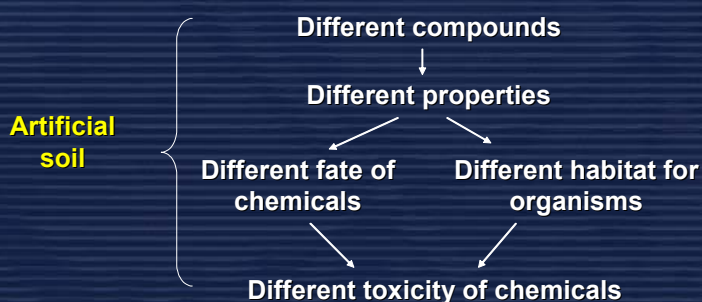 Different compounds
Different properties
Artificial
soil
Different fate of
chemicals
Different habitat for
organisms
Different toxicity of chemicals